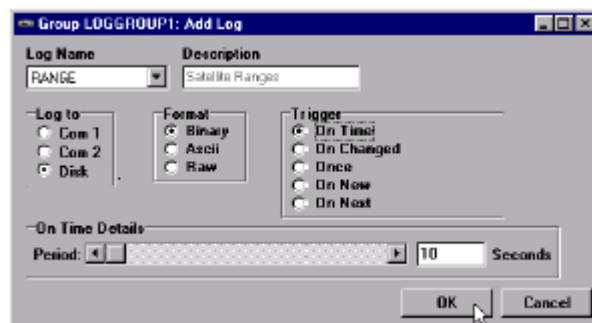 Group LOGGROUP1: Add Log
Log Name
Description
RANGE
Satellite Ranges
Log to
Com 1
Com 2
Disk
Format
Binary
Ascii
Raw
Trigger
On Time
On Changed
Once
On New
On Next
On Time Details
Period:
10
Seconds
OK
Cancel